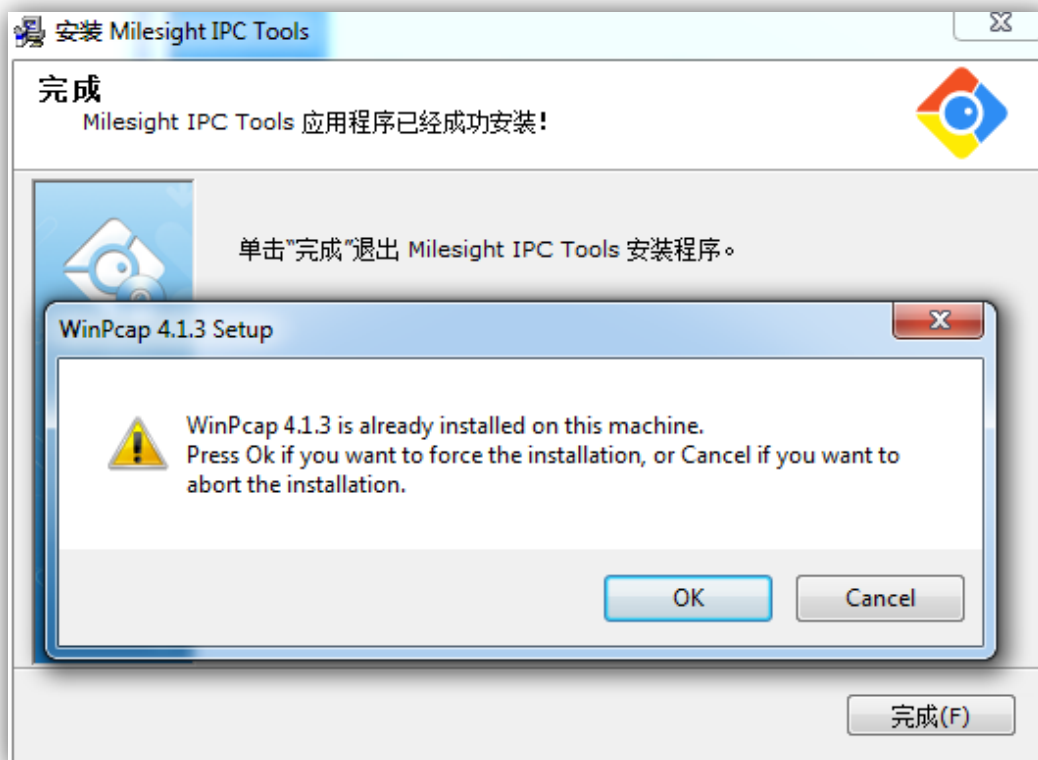 安装 Milesight IPC Tools
完成
Milesight IPC Tools 应用程序已经成功安装!
单击"完成"退出 Milesight IPC Tools 安装程序。
WinPcap 4.1.3 Setup
WinPcap 4.1.3 is already installed on this machine.
Press Ok if you want to force the installation, or Cancel if you want to
abort the installation.
OK
Cancel
完成(F)